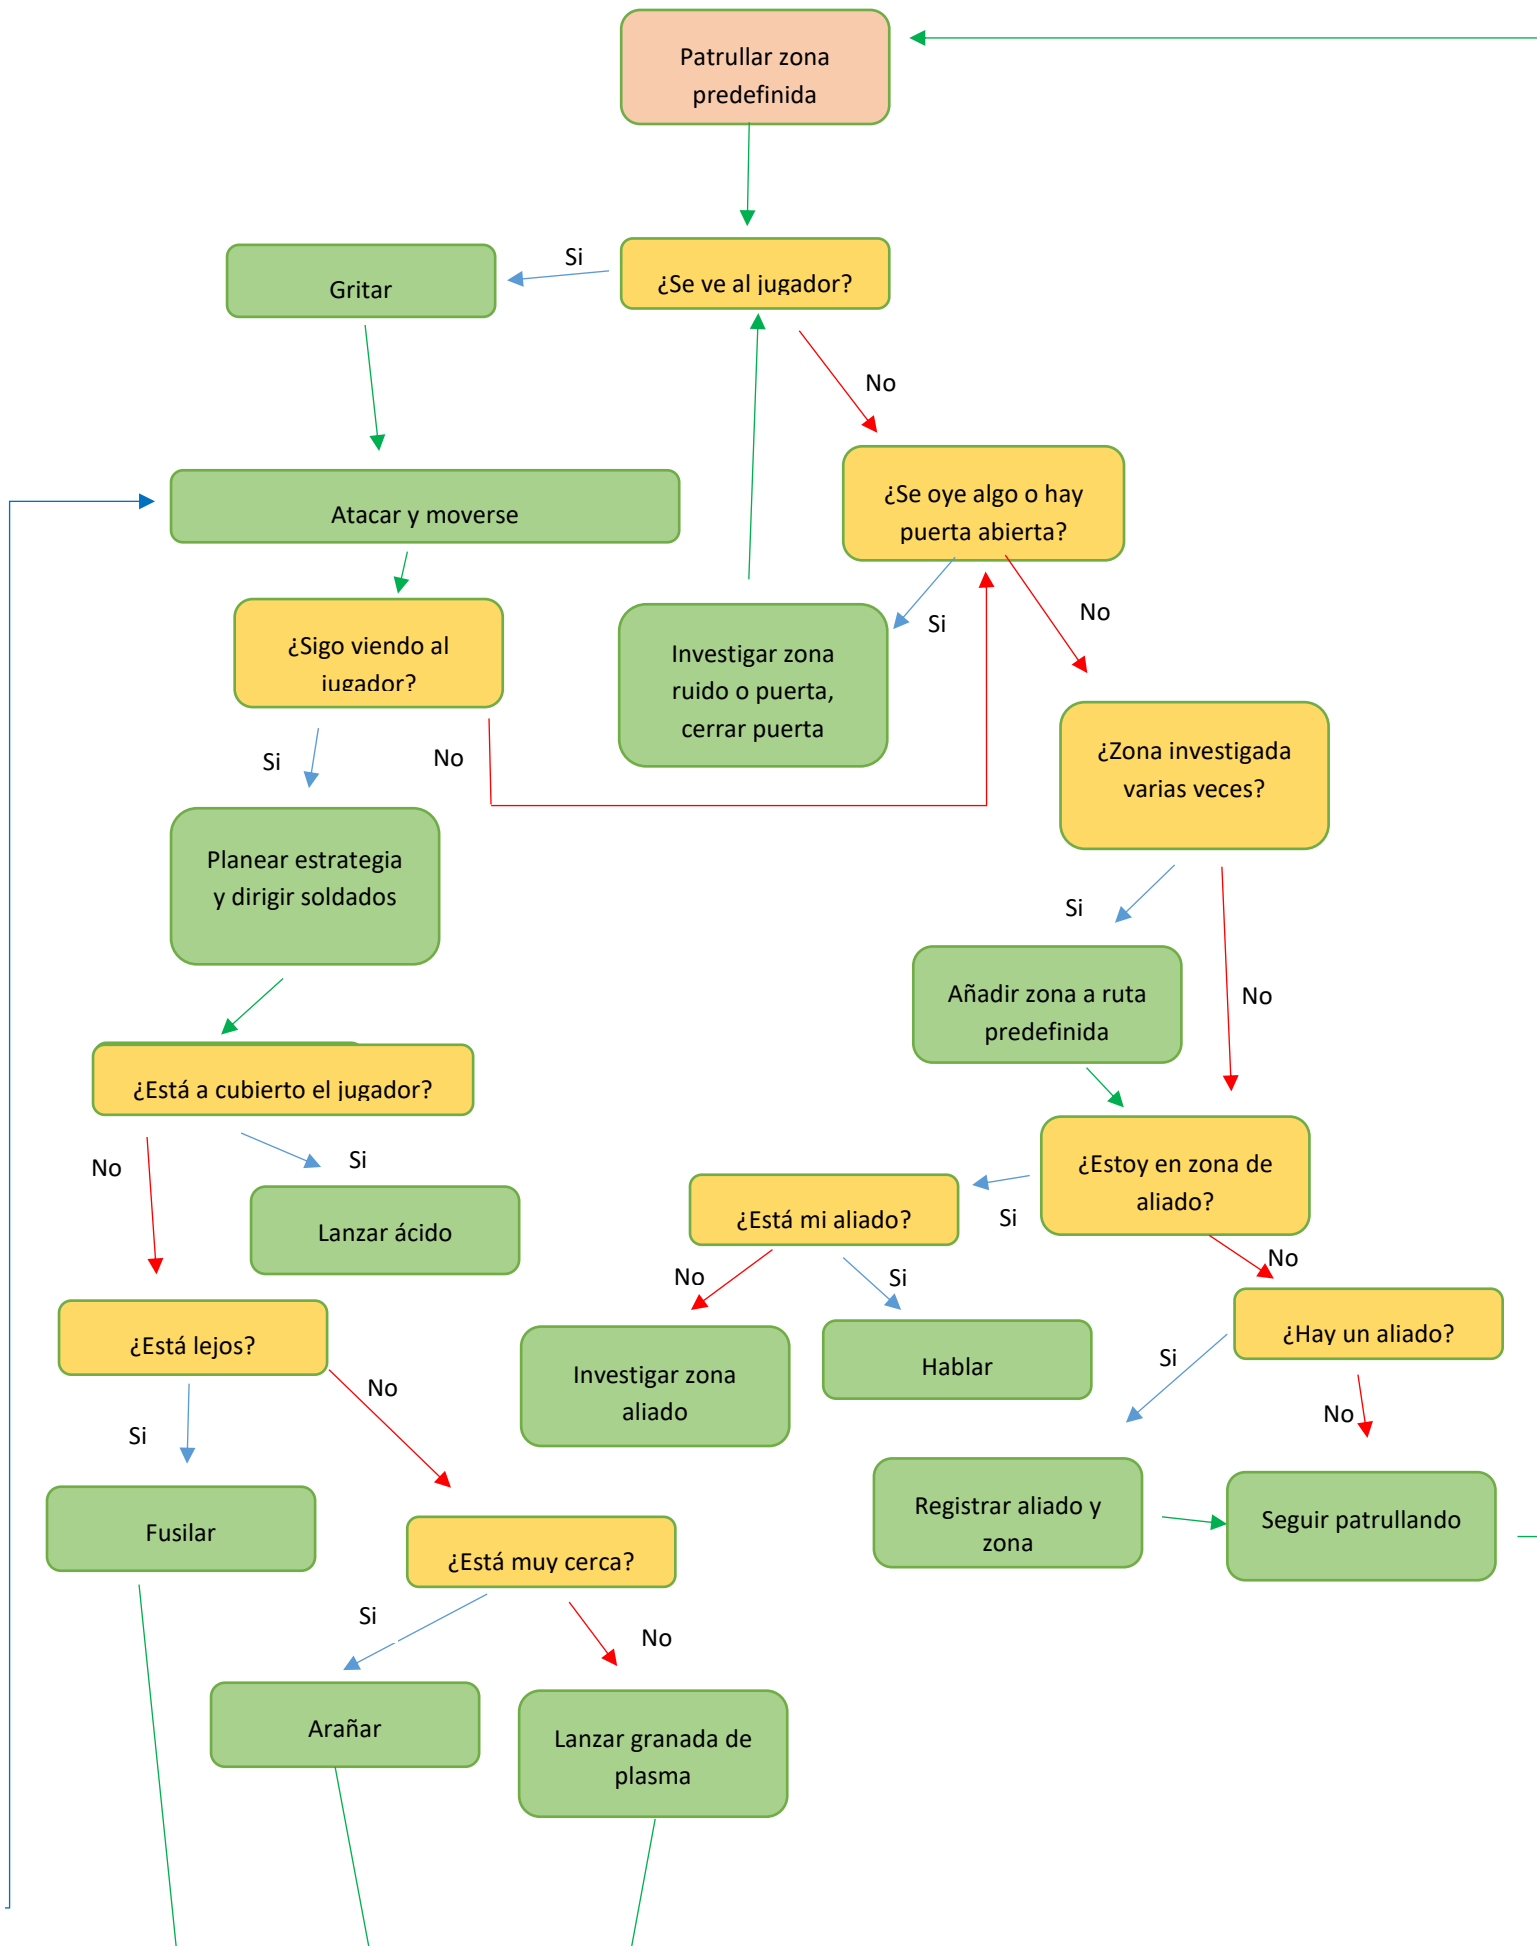 Patrullar zona
predefinida
Si
¿Se ve al jugador?
Gritar
No
¿Se oye algo o hay
puerta abierta?
Atacar y moverse
Si
No
¿Sigo viendo al
jugador?
Investigar zona
ruido o puerta,
cerrar puerta
Si
No
¿Zona investigada
varias veces?
Planear estrategia
y dirigir soldados
Si
No
Añadir zona a ruta
predefinida
¿Está a cubierto el jugador?
No
Si
¿Estoy en zona de
aliado?
Si
¿Está mi aliado?
Lanzar ácido
No
No
Si
¿Está lejos?
¿Hay un aliado?
Investigar zona
aliado
Hablar
Si
No
Si
No
Registrar aliado y
zona
Seguir patrullando
Fusilar
¿Está muy cerca?
Si
No
Arañar
Lanzar granada de
plasma